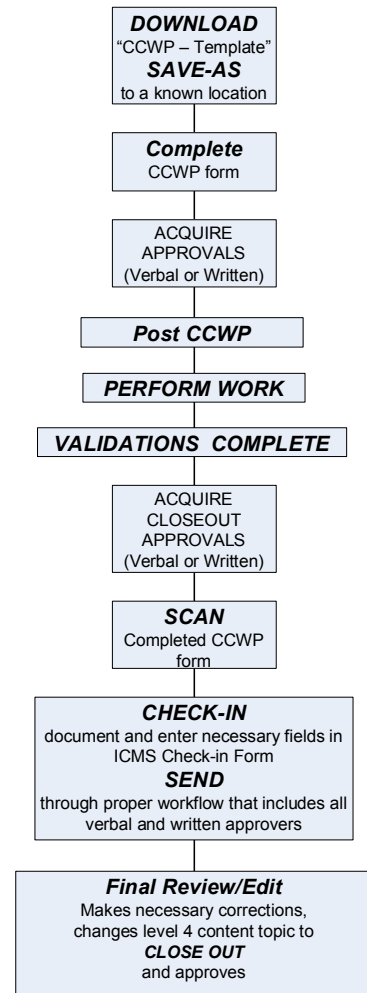 DOWNLOAD
“CCWP – Template”
SAVE-AS
to a known location
Complete
CCWP form
ACQUIRE
APPROVALS
(Verbal or Written)
Post CCWP
PERFORM WORK
VALIDATIONS COMPLETE
ACQUIRE
CLOSEOUT
APPROVALS
(Verbal or Written)
SCAN
Completed CCWP
form
CHECK-IN
document and enter necessary fields in
ICMS Check-in Form
SEND
through proper workflow that includes all
verbal and written approvers
Final Review/Edit
Makes necessary corrections,
changes level 4 content topic to
CLOSE OUT
and approves